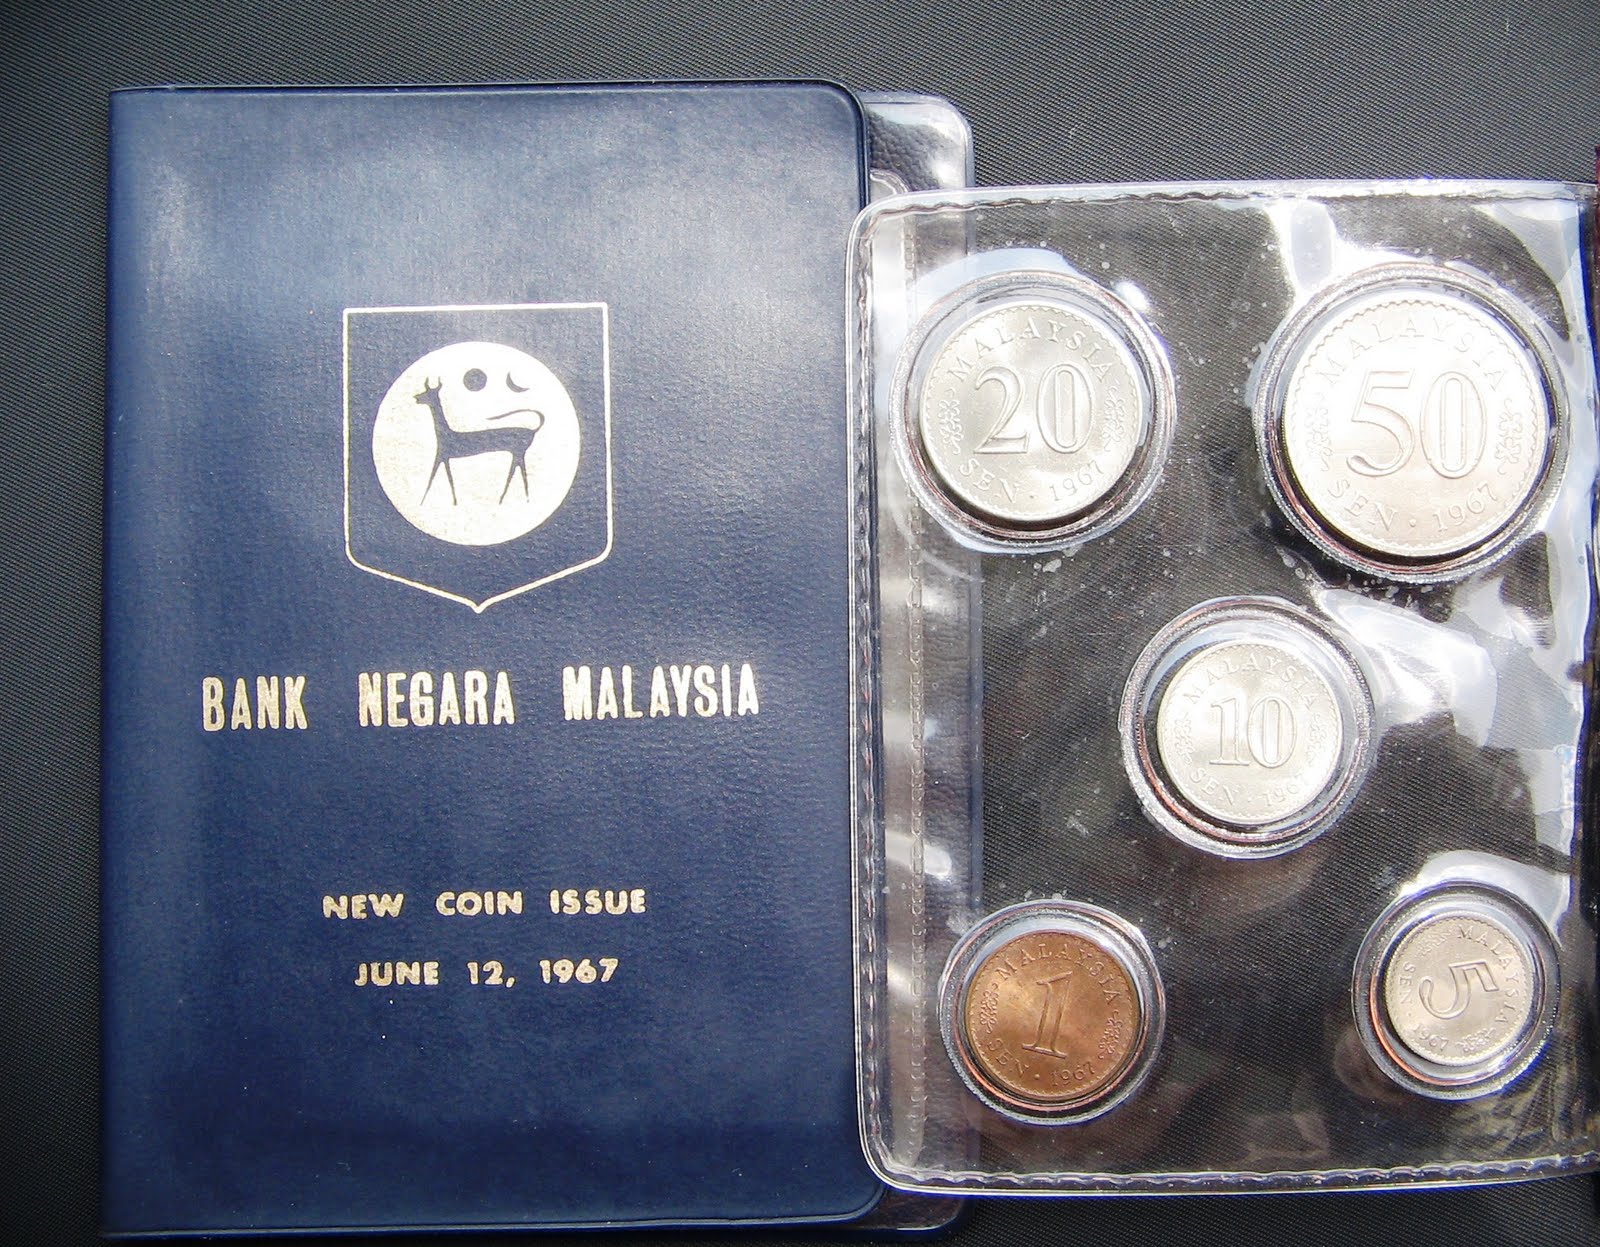 BANK NEGARA MALAYSIA
NEW COIN ISSUE
JUNE 12, 1967
MALAYSIA
20
SEN · 1967
MALAYSIA
50
SEN · 1967
MALAYSIA
10
SEN · 1967
MALAYSIA
1
SEN · 1967
MALAYSIA
5
SEN · 1967